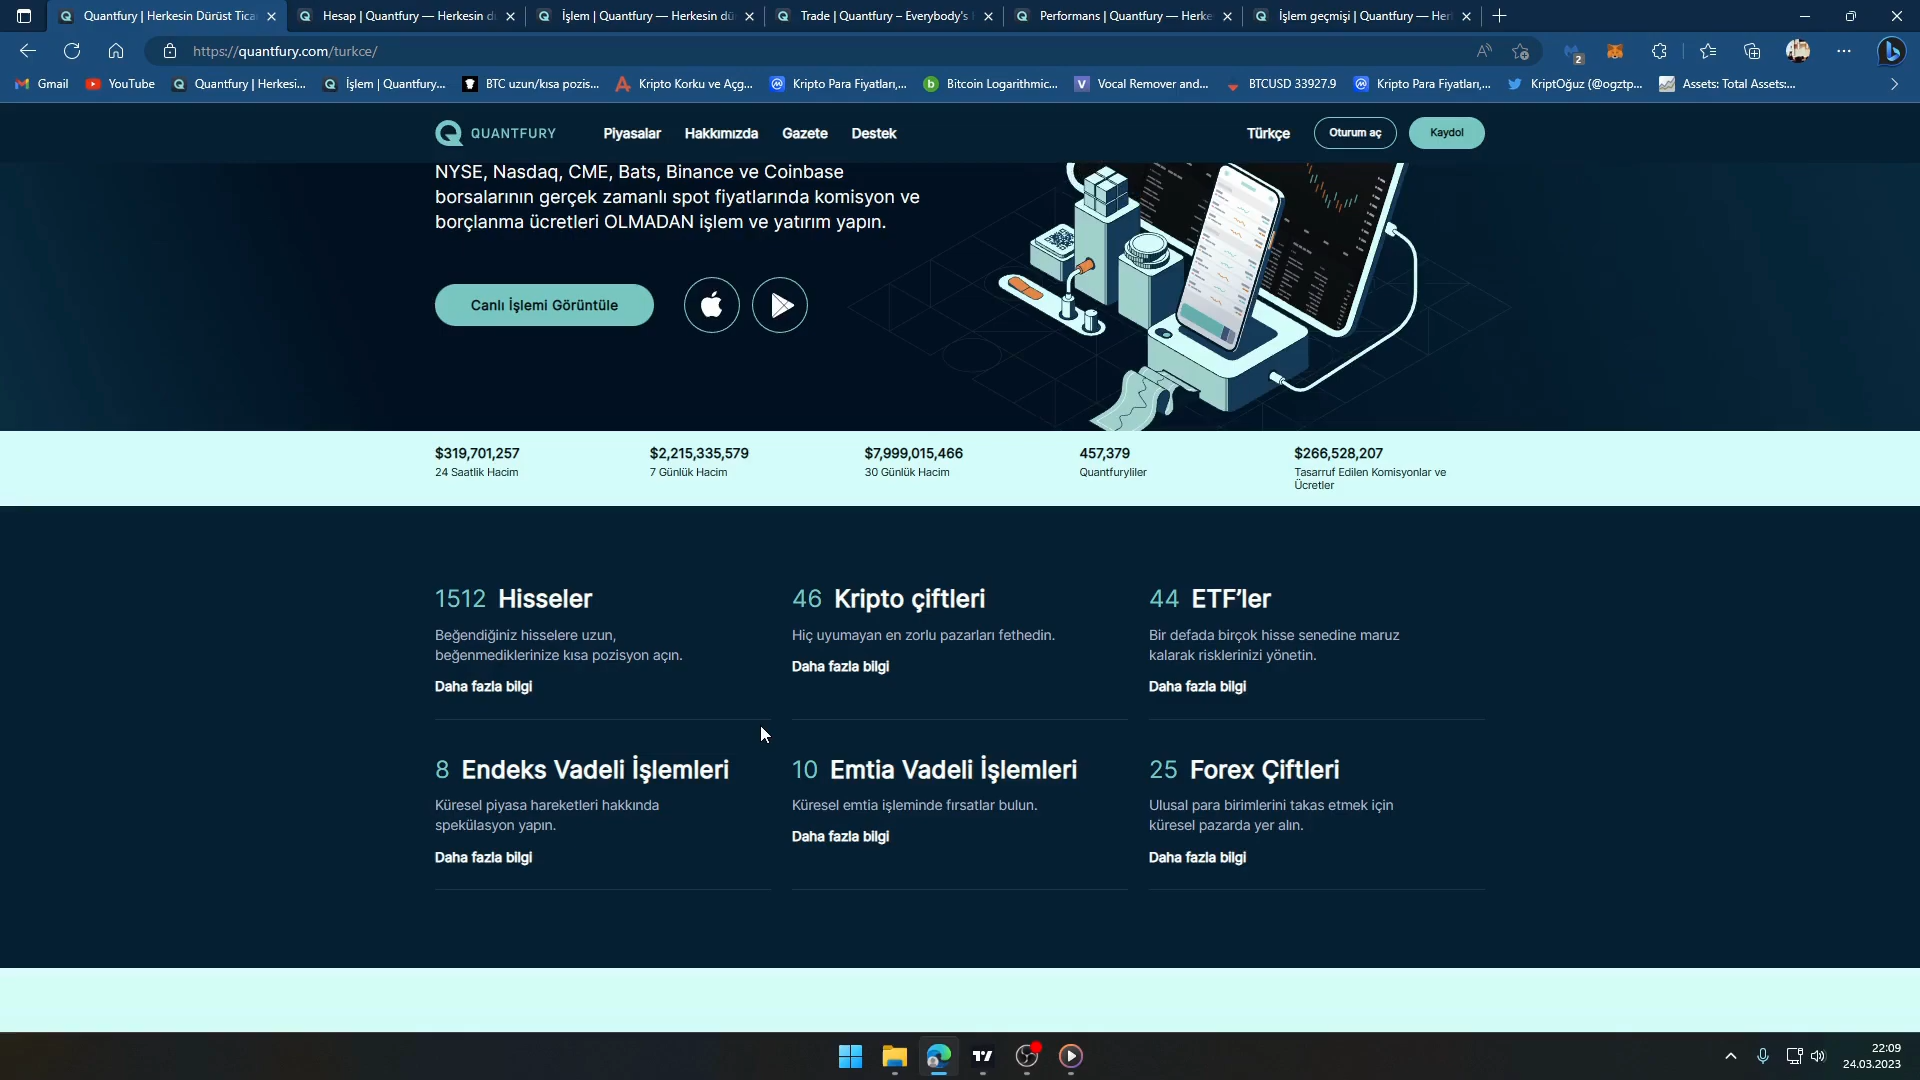 Quantfury | Herkesin Dürüst Tica
Hesap | Quantfury — Herkesin d
İşlem | Quantfury — Herkesin dü
Trade | Quantfury – Everybody's
Performans | Quantfury — Herke
İşlem geçmişi | Quantfury — Her
https://quantfury.com/turkce/
2
Gmail
YouTube
Quantfury | Herkesi...
İşlem | Quantfury...
BTC uzun/kısa pozis...
Kripto Korku ve Açg...
Kripto Para Fiyatları,...
Bitcoin Logarithmic...
Vocal Remover and...
BTCUSD 33927.9
Kripto Para Fiyatları,...
KriptOğuz (@ogztp...
Assets: Total Assets:...
QUANTFURY
Piyasalar
Hakkımızda
Gazete
Destek
Türkçe
Oturum aç
Kaydol
NYSE, Nasdaq, CME, Bats, Binance ve Coinbase
borsalarının gerçek zamanlı spot fiyatlarında komisyon ve
borçlanma ücretleri OLMADAN işlem ve yatırım yapın.
Canlı İşlemi Görüntüle
$319,701,257
24 Saatlik Hacim
$2,215,335,579
7 Günlük Hacim
$7,999,015,466
30 Günlük Hacim
457,379
Quantfuryliler
$266,528,207
Tasarruf Edilen Komisyonlar ve
Ücretler
1512 Hisseler
Beğendiğiniz hisselere uzun,
beğenmediklerinize kısa pozisyon açın.
Daha fazla bilgi
46 Kripto çiftleri
Hiç uyumayan en zorlu pazarları fethedin.
Daha fazla bilgi
44 ETF'ler
Bir defada birçok hisse senedine maruz
kalarak risklerinizi yönetin.
Daha fazla bilgi
8 Endeks Vadeli İşlemleri
Küresel piyasa hareketleri hakkında
spekülasyon yapın.
Daha fazla bilgi
10 Emtia Vadeli İşlemleri
Küresel emtia işleminde fırsatlar bulun.
Daha fazla bilgi
25 Forex Çiftleri
Ulusal para birimlerini takas etmek için
küresel pazarda yer alın.
Daha fazla bilgi
22:09
24.03.2023